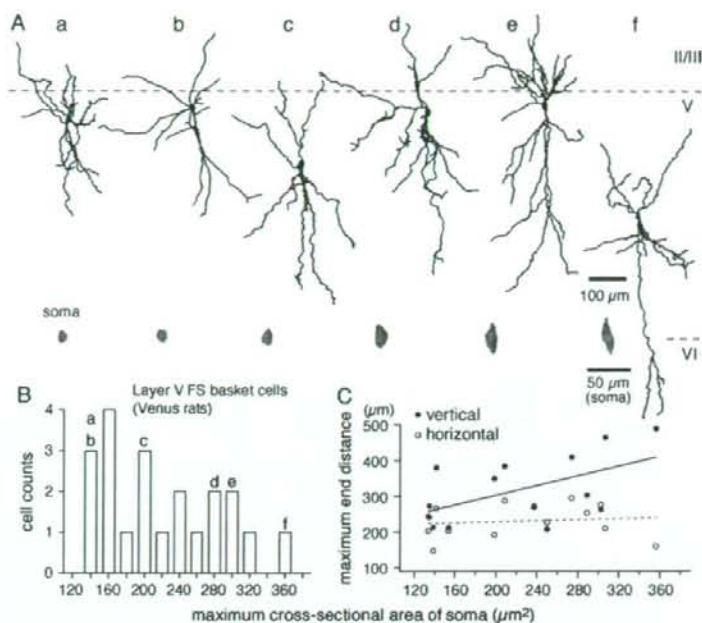 A
a b c d e f
II/III
V
100 µm
soma
VI
50 µm
(soma)
B
Layer V FS basket cells
(Venus rats)
cell counts
5
4
3
2
1
0
a
b
c
d e
f
120 160 200 240 280 320 360
C
(µm)
vertical
horizontal
maximum end distance
500
400
300
200
100
120 160 200 240 280 320 360
maximum cross-sectional area of soma (µm²)